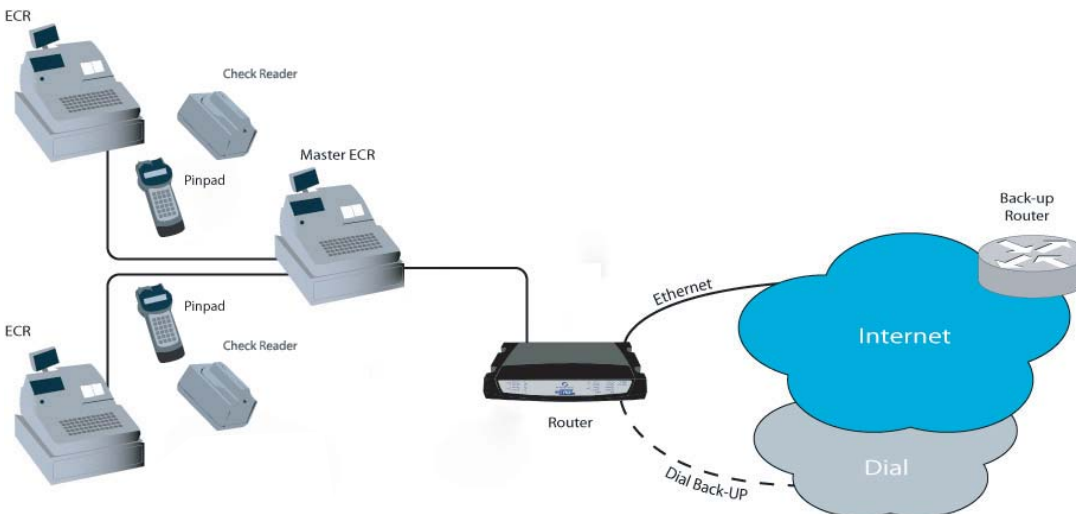 ECR
Check Reader
Pinpad
Master ECR
Back-up
Router
Ethernet
Internet
Pinpad
ECR
Check Reader
Router
Dial Back-UP
Dial